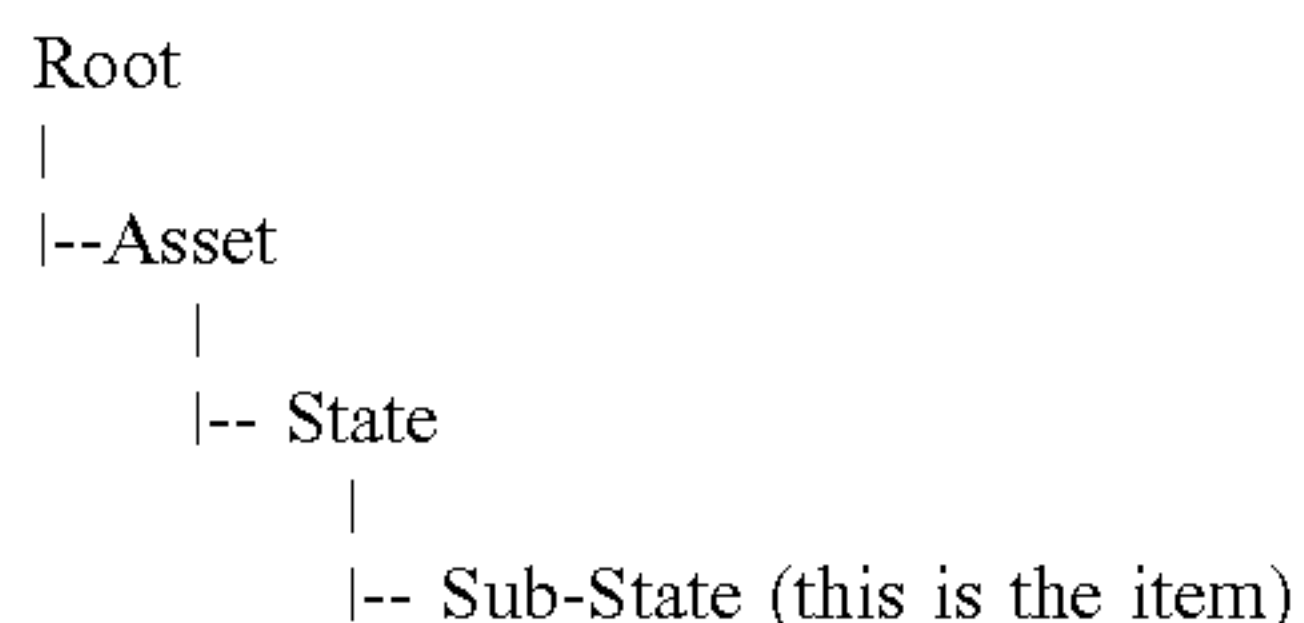 Root
|
|--Asset
|
|-- State
|
|-- Sub-State (this is the item)